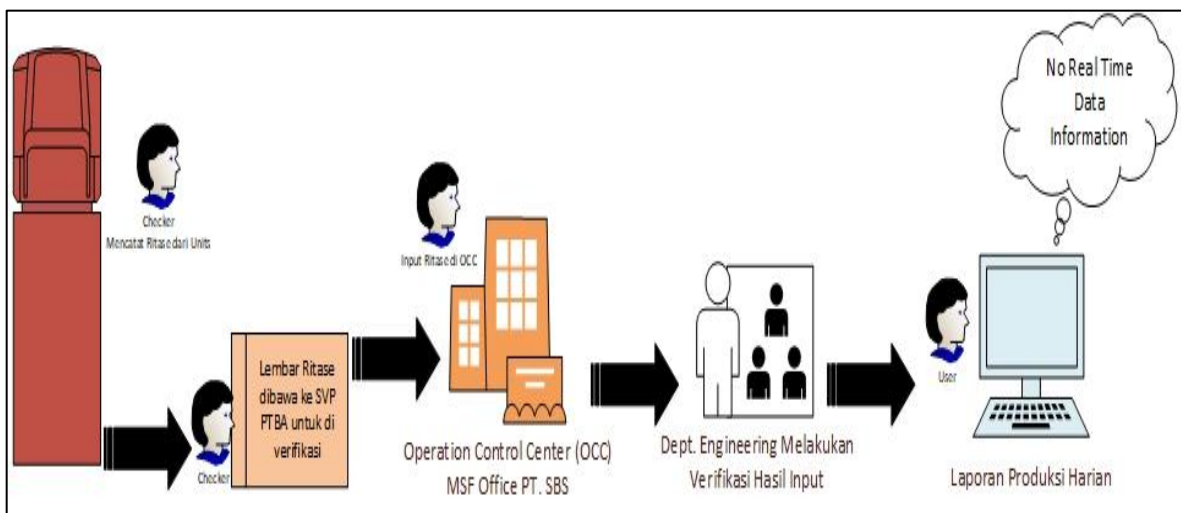 Checker
Mencatat Ritase dari Units
Checker
Lembar Ritase
dibawa ke SVP
PTBA untuk di
verifikasi
Input Ritase di OCC
Operation Control Center (OCC)
MSF Office PT. SBS
Dept. Engineering Melakukan
Verifikasi Hasil Input
User
No Real Time
Data
Information
Laporan Produksi Harian